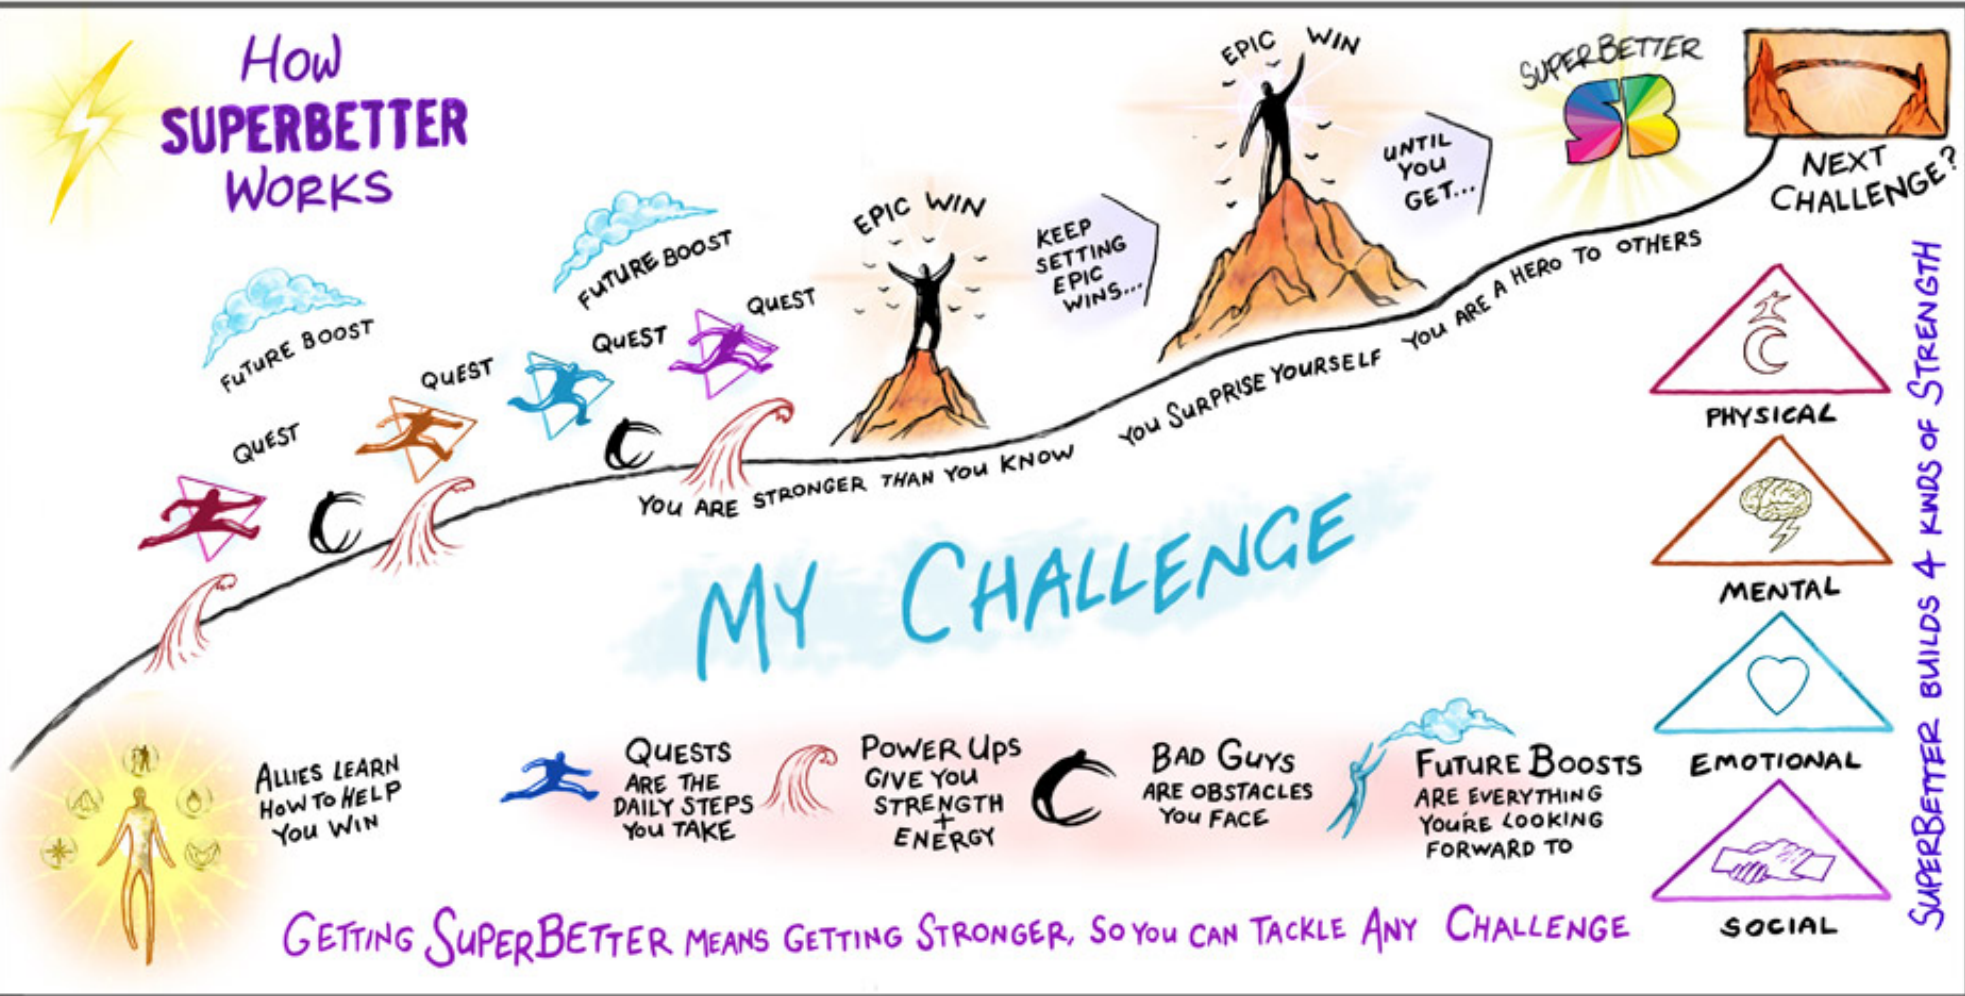 How
SUPERBETTER
WORKS
FUTURE BOOST
FUTURE BOOST
QUEST
QUEST
QUEST
QUEST
EPIC WIN
KEEP
SETTING
EPIC
WINS...
EPIC WIN
UNTIL
YOU
GET...
SUPERBETTER
SB
NEXT
CHALLENGE?
YOU ARE STRONGER THAN YOU KNOW
YOU SURPRISE YOURSELF
YOU ARE A HERO TO OTHERS
MY CHALLENGE
PHYSICAL
MENTAL
EMOTIONAL
SOCIAL
SUPERBETTER BUILDS 4 KINDS OF STRENGTH
ALLIES LEARN
HOW TO HELP
YOU WIN
QUESTS
ARE THE
DAILY STEPS
YOU TAKE
POWER UPS
GIVE YOU
STRENGTH
+
ENERGY
BAD GUYS
ARE OBSTACLES
YOU FACE
FUTURE BOOSTS
ARE EVERYTHING
YOU'RE LOOKING
FORWARD TO
GETTING SUPERBETTER MEANS GETTING STRONGER, SO YOU CAN TACKLE ANY CHALLENGE